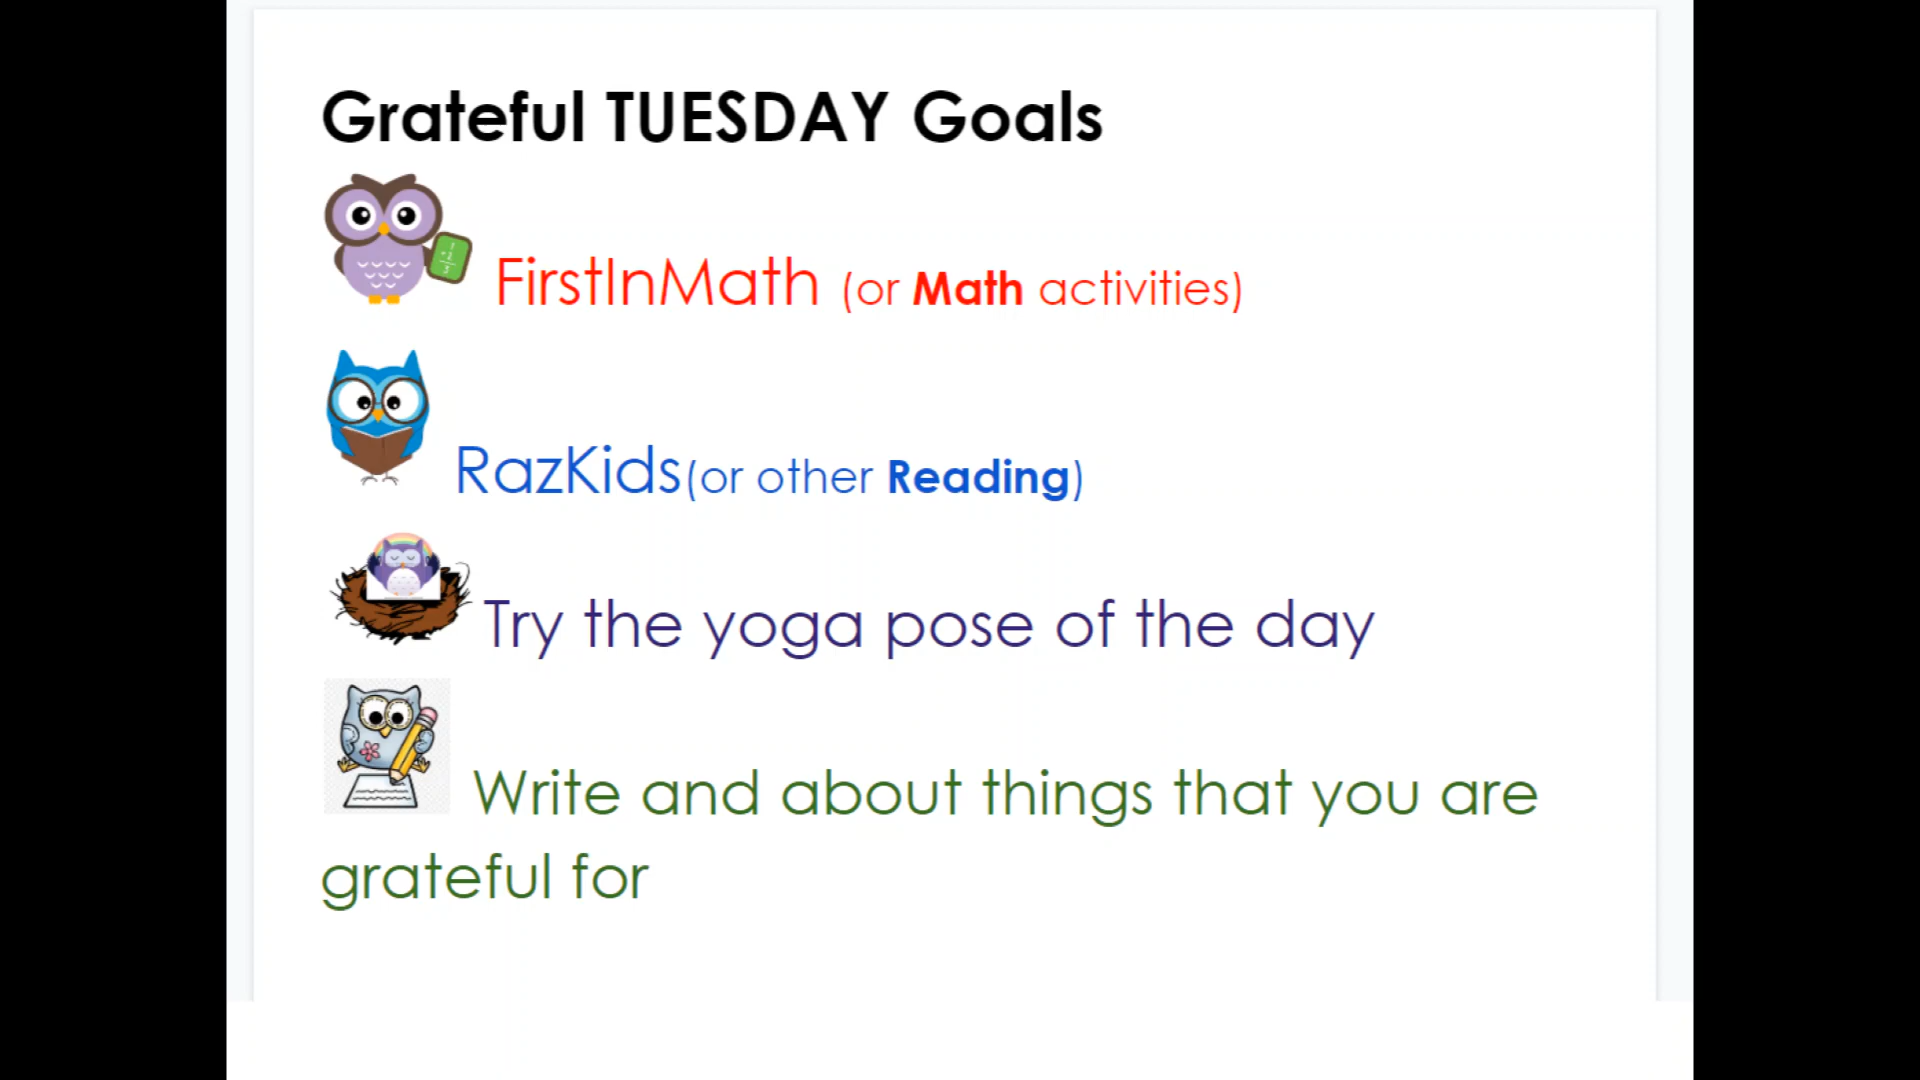 Grateful TUESDAY Goals
FirstInMath (or Math activities)
RazKids(or other Reading)
Try the yoga pose of the day
Write and about things that you are
grateful for